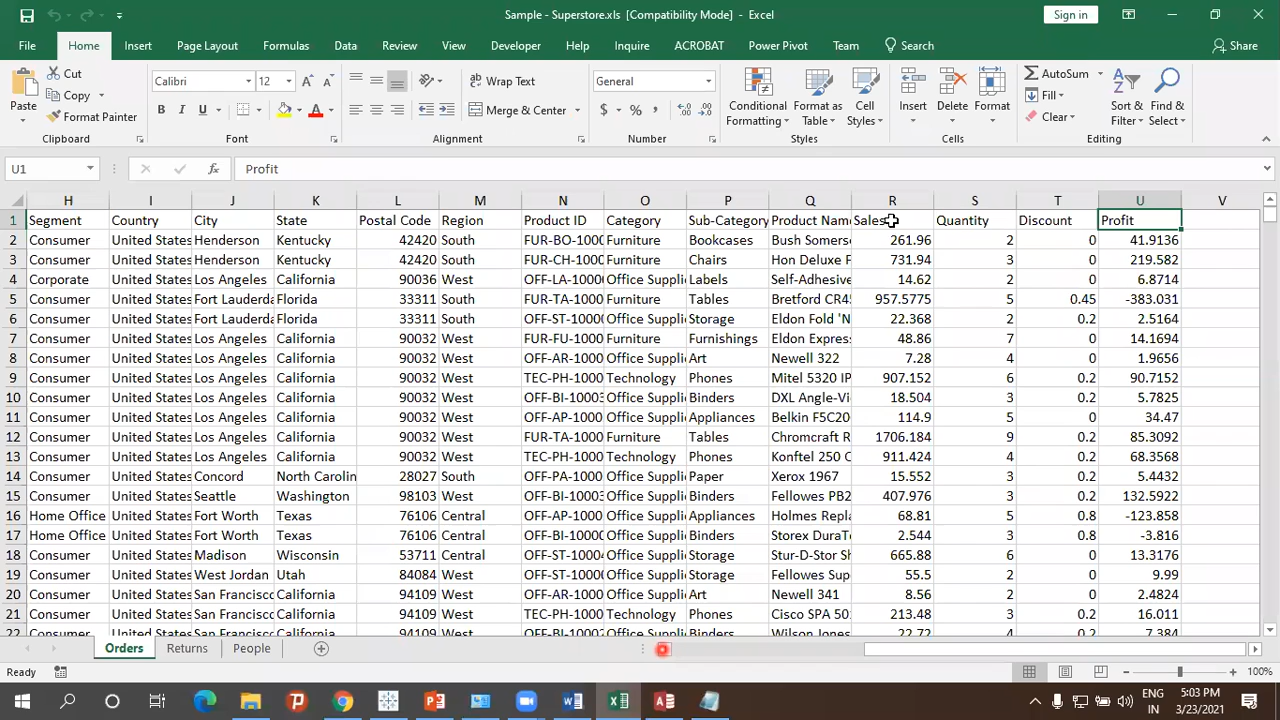 Sample - Superstore.xls [Compatibility Mode] - Excel
Sign in
File Home Insert Page Layout Formulas Data Review View Developer Help Inquire ACROBAT Power Pivot Team Search Share
Paste
Cut
Copy
Format Painter
Calibri 12
B I U
Wrap Text
Merge & Center
General
$ % ,
Conditional Formatting
Format as Table
Cell Styles
Insert Delete Format
AutoSum
Fill
Clear
Sort & Filter
Find & Select
Clipboard Font Alignment Number Styles Cells Editing
U1 fx Profit
H I J K L M N O P Q R S T U V
1 Segment Country City State Postal Code Region Product ID Category Sub-Category Product Name Sales Quantity Discount Profit
2 Consumer United States Henderson Kentucky 42420 South FUR-BO-1000 Furniture Bookcases Bush Somers 261.96 2 0 41.9136
3 Consumer United States Henderson Kentucky 42420 South FUR-CH-1000 Furniture Chairs Hon Deluxe F 731.94 3 0 219.582
4 Corporate United States Los Angeles California 90036 West OFF-LA-1000 Office Suppli Labels Self-Adhesive 14.62 2 0 6.8714
5 Consumer United States Fort Lauderda Florida 33311 South FUR-TA-1000 Furniture Tables Bretford CR4 957.5775 5 0.45 -383.031
6 Consumer United States Fort Lauderda Florida 33311 South OFF-ST-1000 Office Suppli Storage Eldon Fold 'N 22.368 2 0.2 2.5164
7 Consumer United States Los Angeles California 90032 West FUR-FU-1000 Furniture Furnishings Eldon Expres 48.86 7 0 14.1694
8 Consumer United States Los Angeles California 90032 West OFF-AR-1000 Office Suppli Art Newell 322 7.28 4 0 1.9656
9 Consumer United States Los Angeles California 90032 West TEC-PH-1000 Technology Phones Mitel 5320 IP 907.152 6 0.2 90.7152
10 Consumer United States Los Angeles California 90032 West OFF-BI-10003 Office Suppli Binders DXL Angle-Vi 18.504 3 0.2 5.7825
11 Consumer United States Los Angeles California 90032 West OFF-AP-1000 Office Suppli Appliances Belkin F5C20 114.9 5 0 34.47
12 Consumer United States Los Angeles California 90032 West FUR-TA-1000 Furniture Tables Chromcraft R 1706.184 9 0.2 85.3092
13 Consumer United States Los Angeles California 90032 West TEC-PH-1000 Technology Phones Konftel 250 C 911.424 4 0.2 68.3568
14 Consumer United States Concord North Carolin 28027 South OFF-PA-1000 Office Suppli Paper Xerox 1967 15.552 3 0.2 5.4432
15 Consumer United States Seattle Washington 98103 West OFF-BI-10003 Office Suppli Binders Fellowes PB2 407.976 3 0.2 132.5922
16 Home Office United States Fort Worth Texas 76106 Central OFF-AP-1000 Office Suppli Appliances Holmes Repl 68.81 5 0.8 -123.858
17 Home Office United States Fort Worth Texas 76106 Central OFF-BI-1000 Office Suppli Binders Storex DuraT 2.544 3 0.8 -3.816
18 Consumer United States Madison Wisconsin 53711 Central OFF-ST-1000 Office Suppli Storage Stur-D-Stor Sh 665.88 6 0 13.3176
19 Consumer United States West Jordan Utah 84084 West OFF-ST-1000 Office Suppli Storage Fellowes Sup 55.5 2 0 9.99
20 Consumer United States San Francisco California 94109 West OFF-AR-1000 Office Suppli Art Newell 341 8.56 2 0 2.4824
21 Consumer United States San Francisco California 94109 West TEC-PH-1000 Technology Phones Cisco SPA 50 213.48 3 0.2 16.011
22 Consumer United States San Francisco California 94109 West OFF-BI-1000 Office Suppli Binders Wilson Jones 22.72 4 0.2 7.384
Orders Returns People
Ready 100%
ENG 5:03 PM
IN 3/23/2021